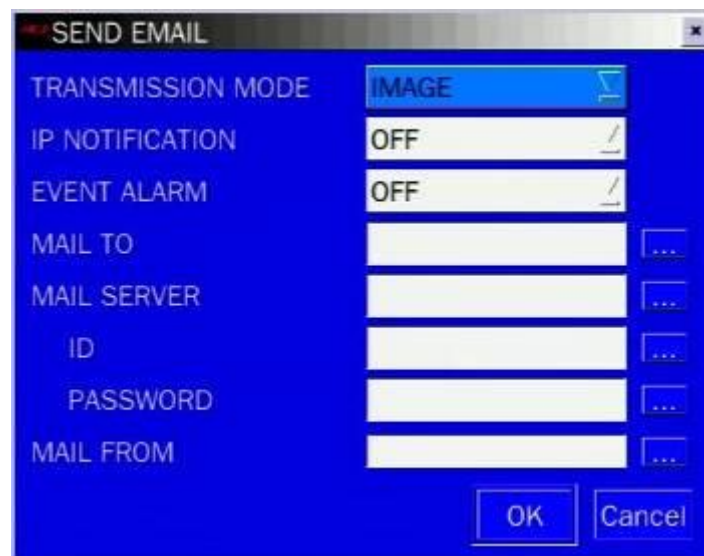 SEND EMAIL
TRANSMISSION MODE IMAGE
IP NOTIFICATION OFF
EVENT ALARM OFF
MAIL TO ...
MAIL SERVER ...
ID ...
PASSWORD ...
MAIL FROM ...
OK Cancel